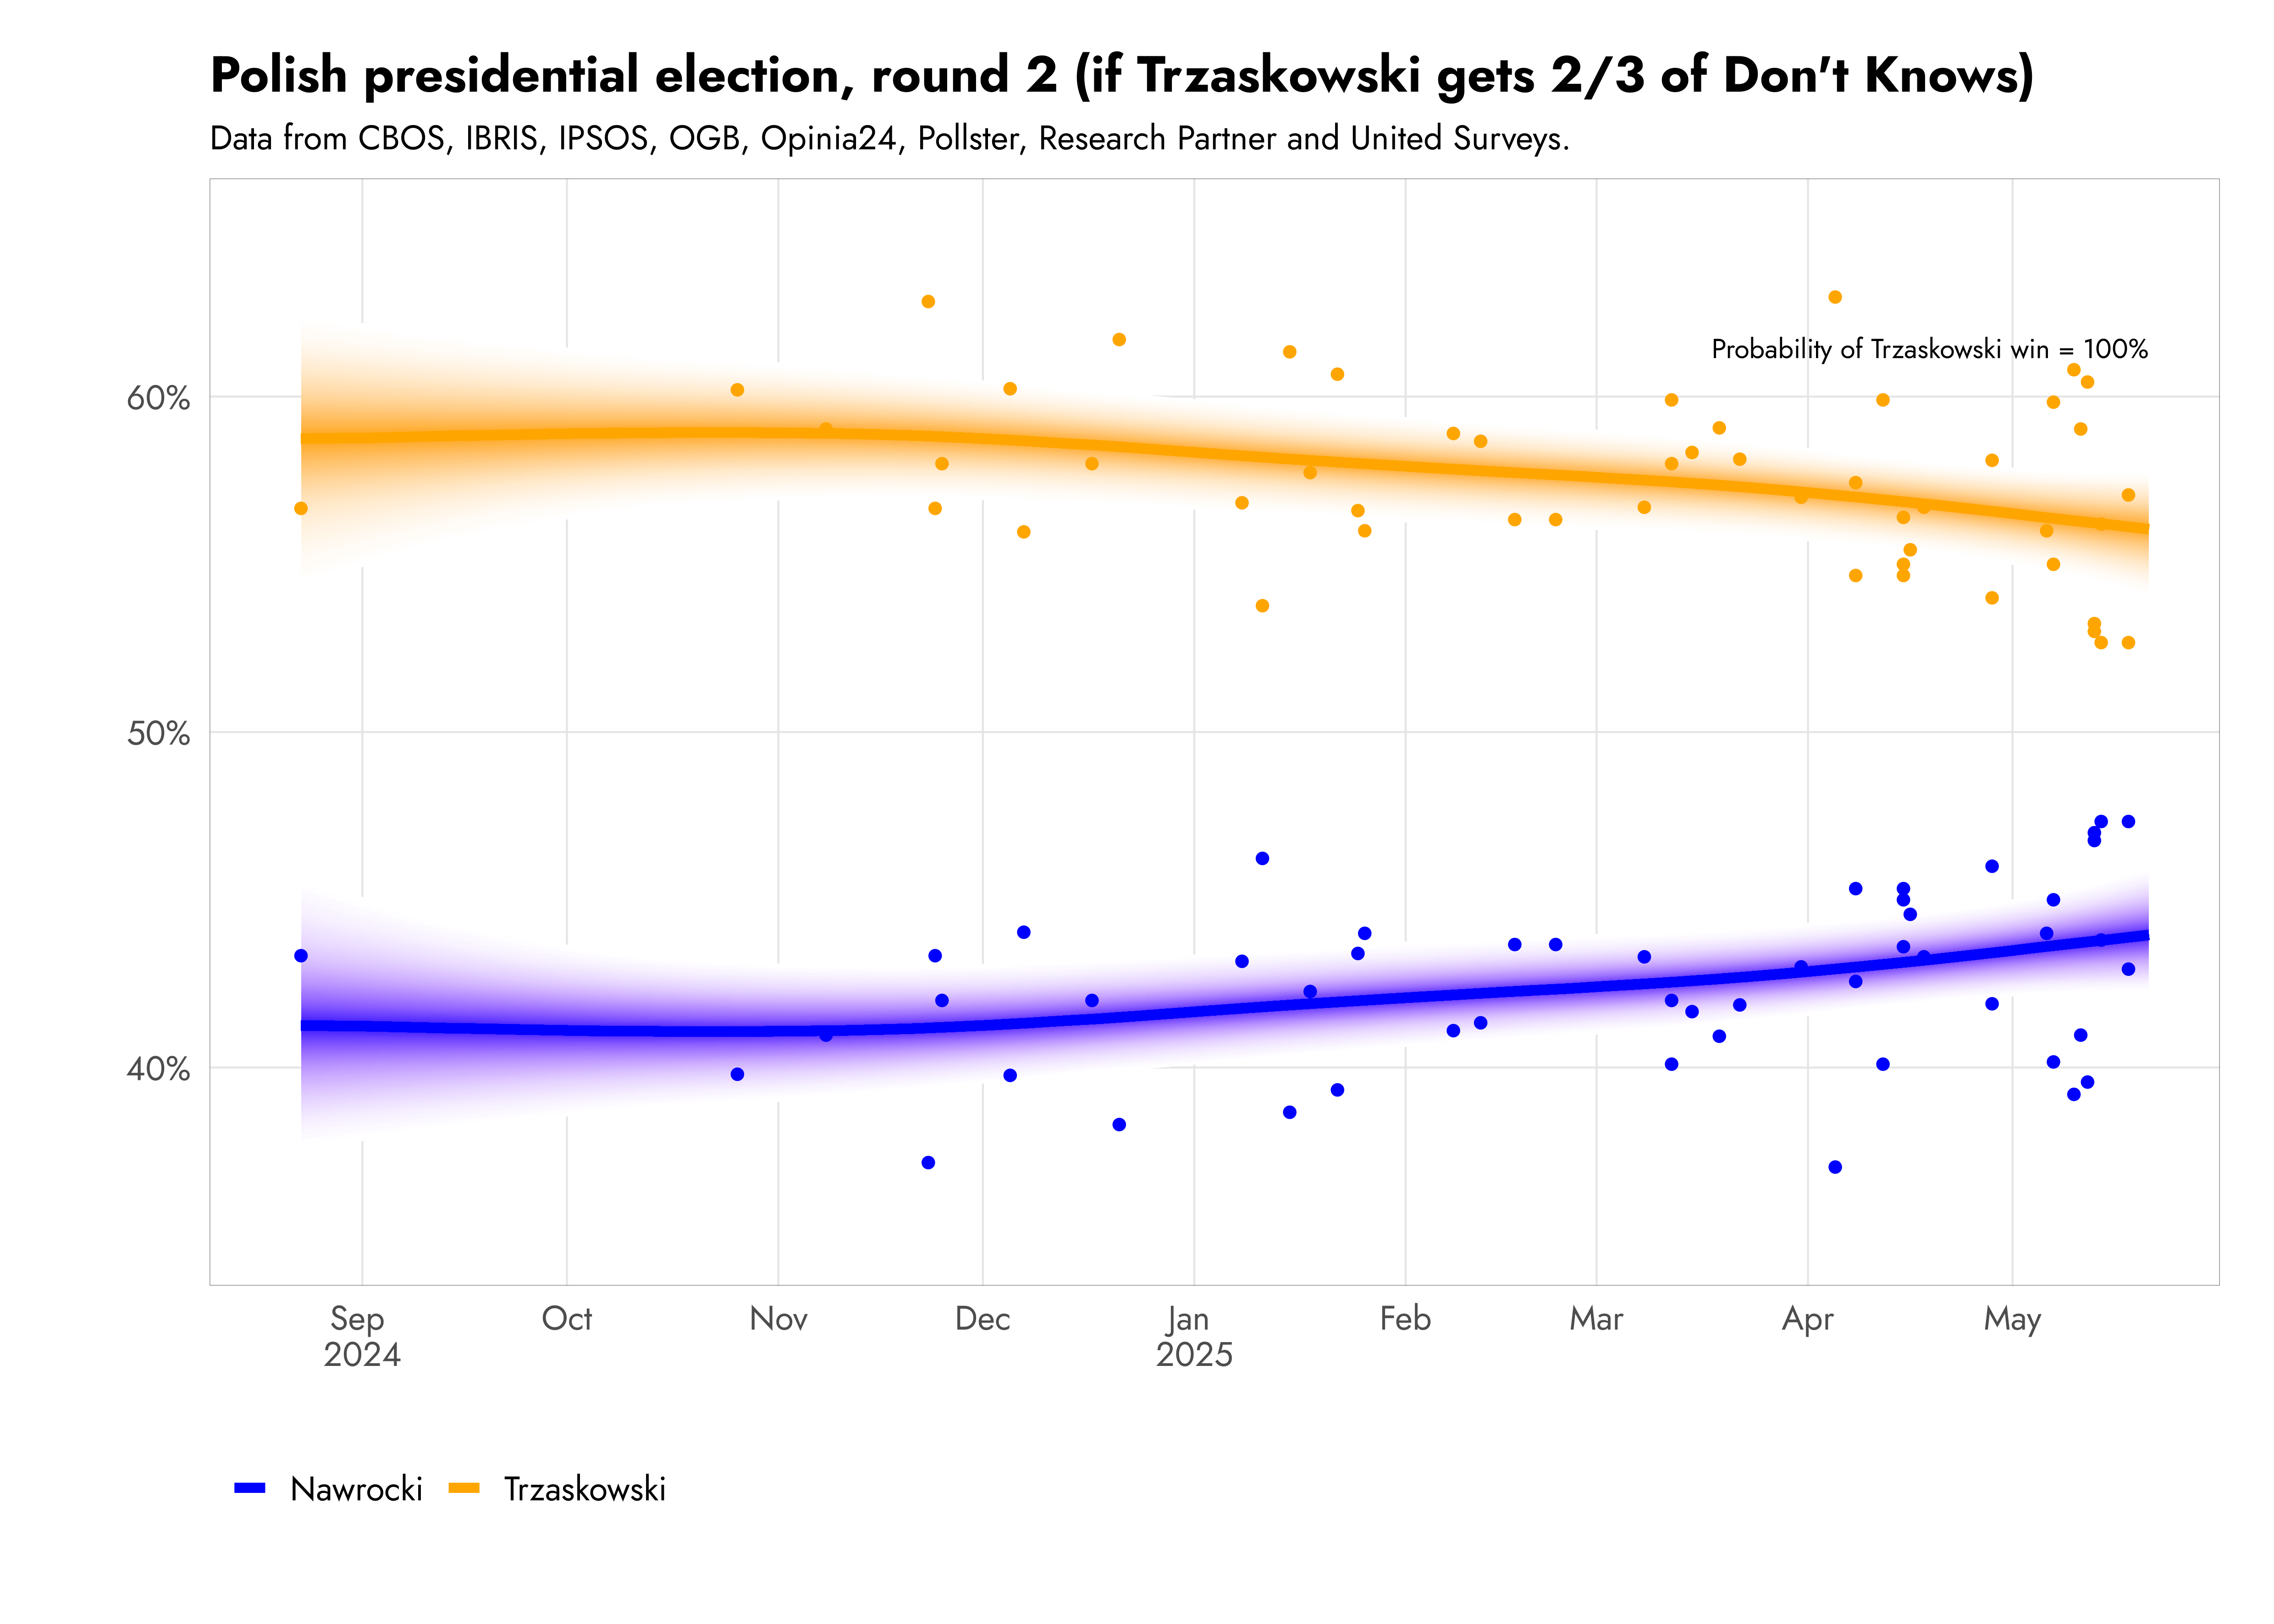 Polish presidential election, round 2 (if Trzaskowski gets 2/3 of Don't Knows)
Data from CBOS, IBRIS, IPSOS, OGB, Opinia24, Pollster, Research Partner and United Surveys.
Probability of Trzaskowski win = 100%
60%
50%
40%
Sep Oct Nov Dec Jan Feb Mar Apr May
2024 2025
Nawrocki Trzaskowski